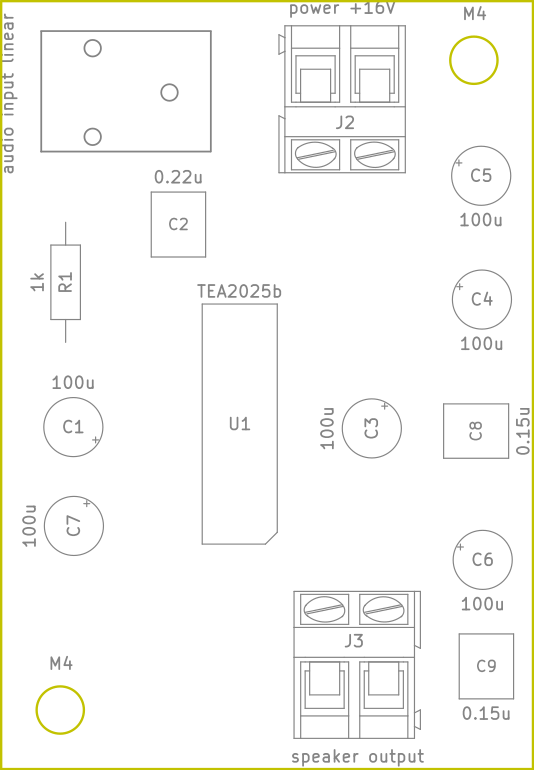 power +16V
M4
audio input linear
J2
0.22u
C2
C5
100u
1k
R1
TEA2025b
C4
100u
100u
C1
U1
100u
C3
C8
0.15u
100u
C7
C6
100u
J3
M4
C9
0.15u
speaker output